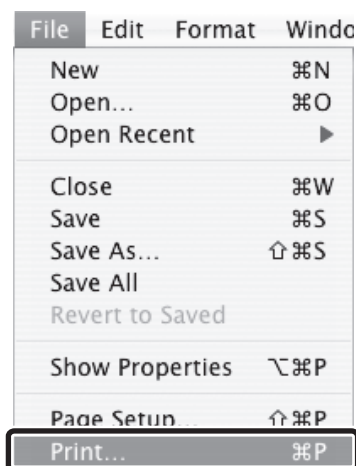 File Edit Format Windo
New ⌘N
Open... ⌘O
Open Recent ▶
Close ⌘W
Save ⌘S
Save As... ⇧⌘S
Save All
Revert to Saved
Show Properties ⌥⌘P
Page Setup... ⇧⌘P
Print... ⌘P